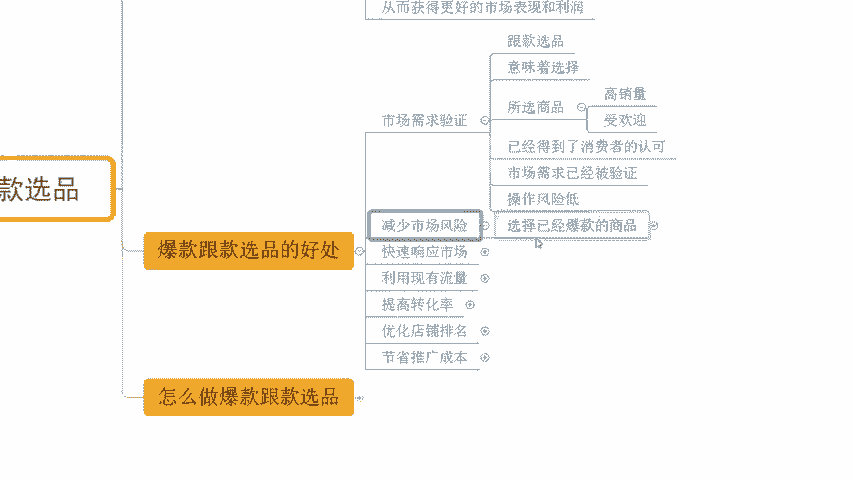 从而获得更好的市场表现和利润
跟款选品
意味着选择
高销量
所选商品
受欢迎
市场需求验证
已经得到了消费者的认可
市场需求已经被验证
款选品
操作风险低
减少市场风险
选择已经爆款的商品
爆款跟款选品的好处
快速响应市场
利用现有流量
提高转化率
优化店铺排名
节省推广成本
怎么做爆款跟款选品